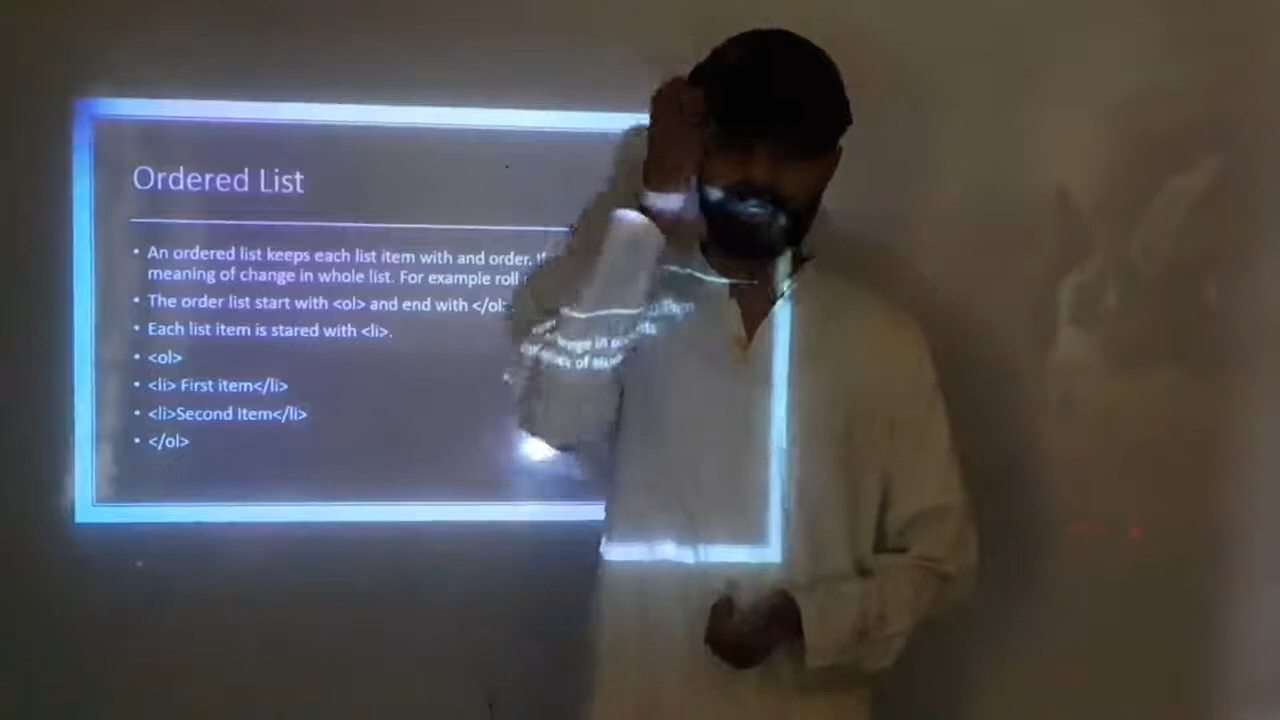 Ordered List
• An ordered list keeps each list item with and order. If
meaning of change in whole list. For example roll
• The order list start with <ol> and end with </ol>
• Each list item is stared with <li>.
• <ol>
• <li> First item</li>
• <li>Second Item</li>
• </ol>